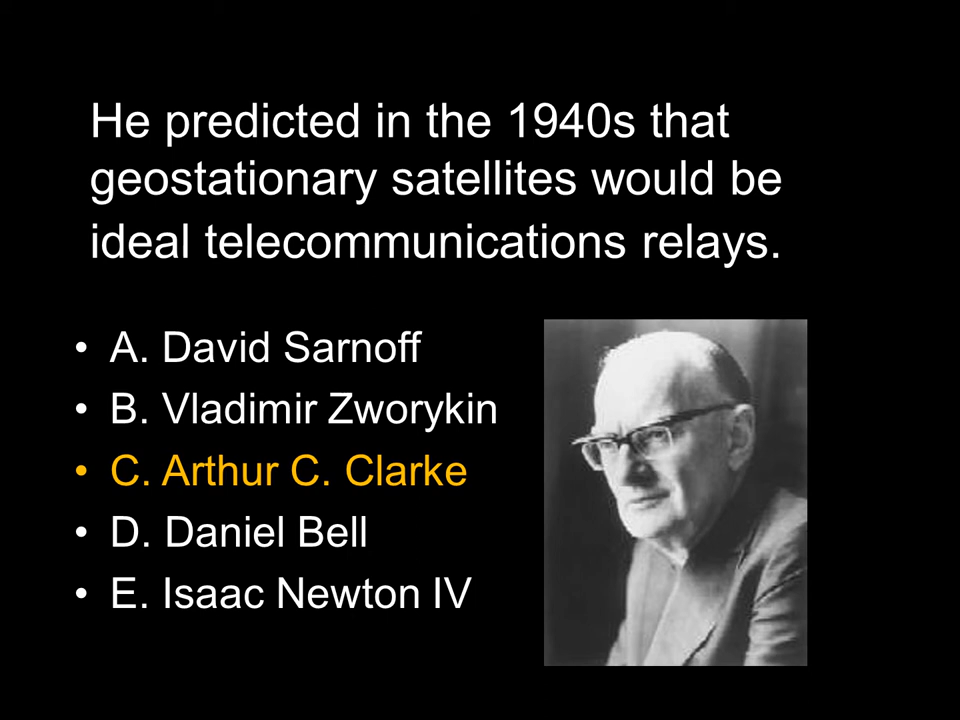 He predicted in the 1940s that
geostationary satellites would be
ideal telecommunications relays.
• A. David Sarnoff
• B. Vladimir Zworykin
• C. Arthur C. Clarke
• D. Daniel Bell
• E. Isaac Newton IV